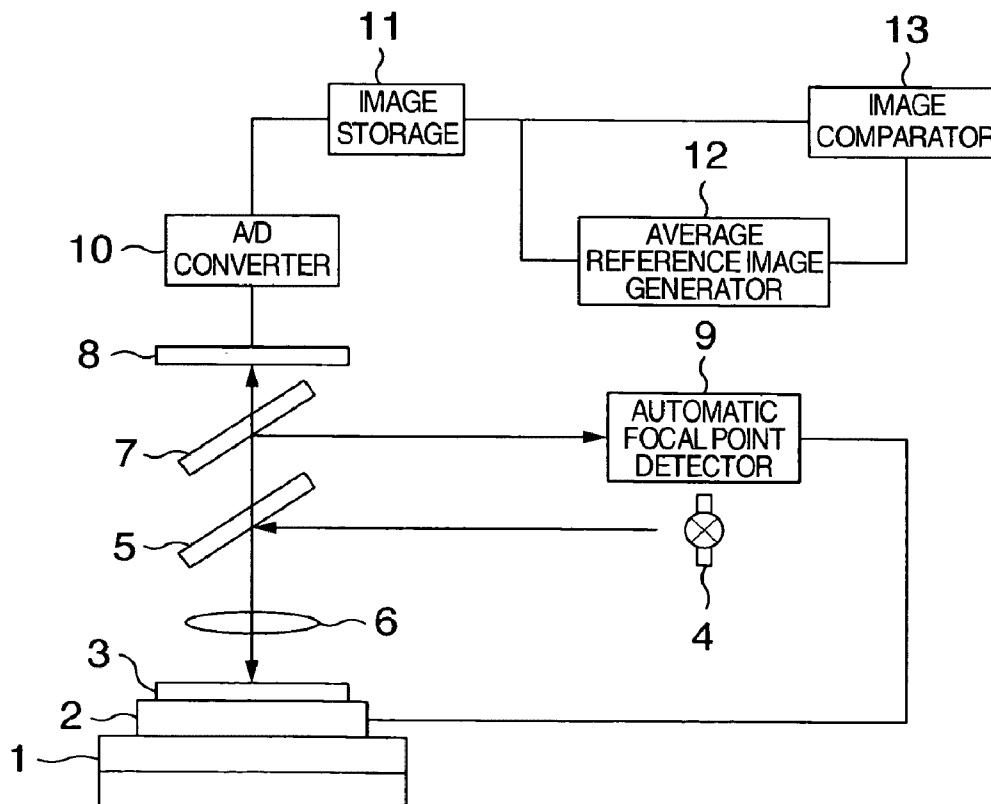 11
13
IMAGE
STORAGE
IMAGE
COMPARATOR
12
10
A/D
CONVERTER
AVERAGE
REFERENCE IMAGE
GENERATOR
8
9
7
AUTOMATIC
FOCAL POINT
DETECTOR
5
6
4
3
2
1